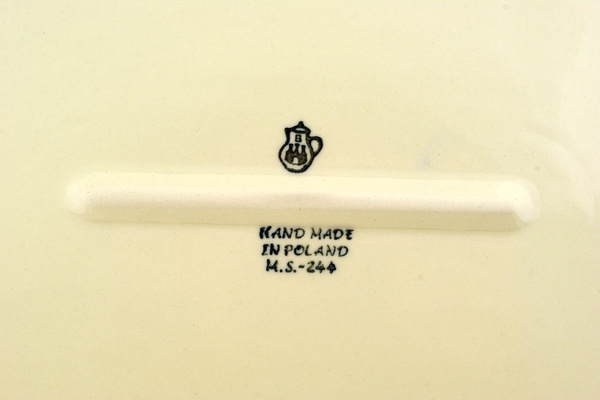 B
HAND MADE
IN POLAND
M.S.-244